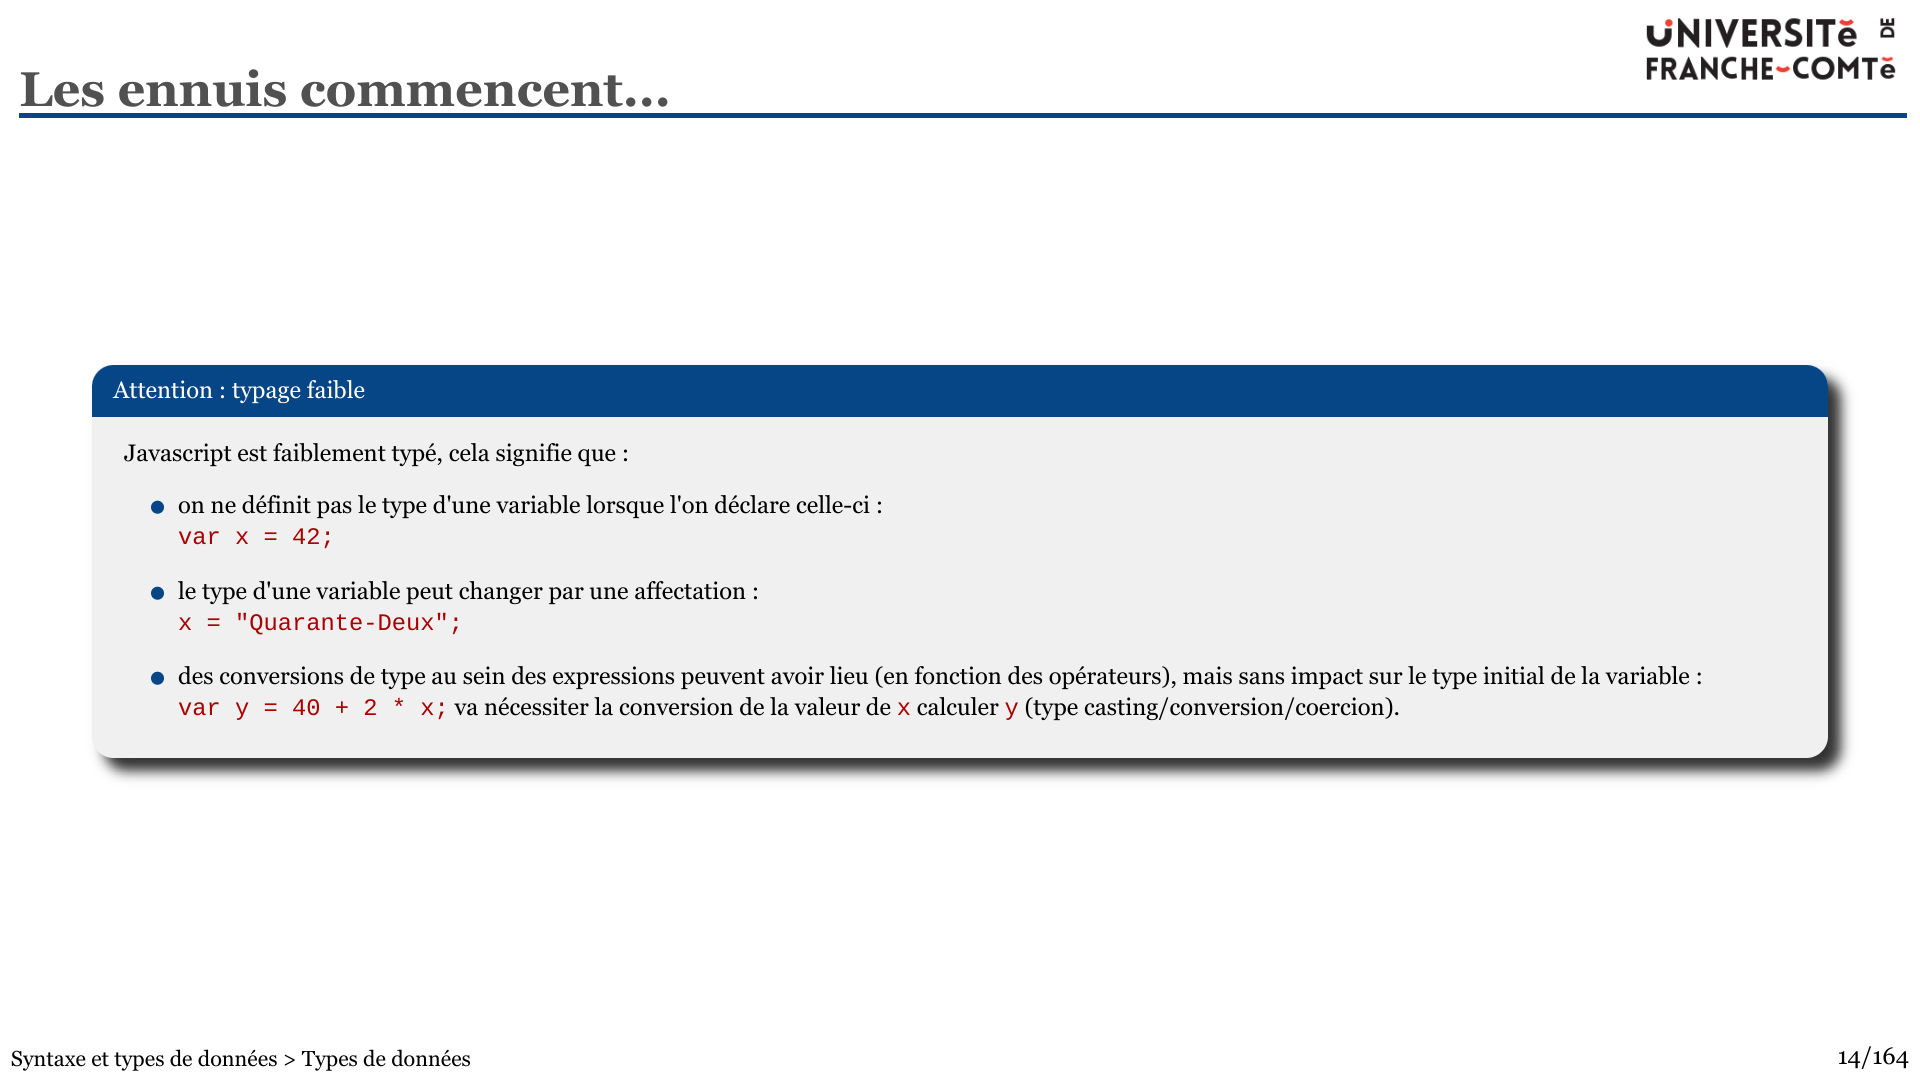 UNIVERSITĕ DE
FRANCHE-COMTĕ
Les ennuis commencent...
Attention : typage faible
Javascript est faiblement typé, cela signifie que :
on ne définit pas le type d'une variable lorsque l'on déclare celle-ci :
var x = 42;
le type d'une variable peut changer par une affectation :
x = "Quarante-Deux";
des conversions de type au sein des expressions peuvent avoir lieu (en fonction des opérateurs), mais sans impact sur le type initial de la variable :
var y = 40 + 2 * x; va nécessiter la conversion de la valeur de x calculer y (type casting/conversion/coercion).
Syntaxe et types de données > Types de données
14/164